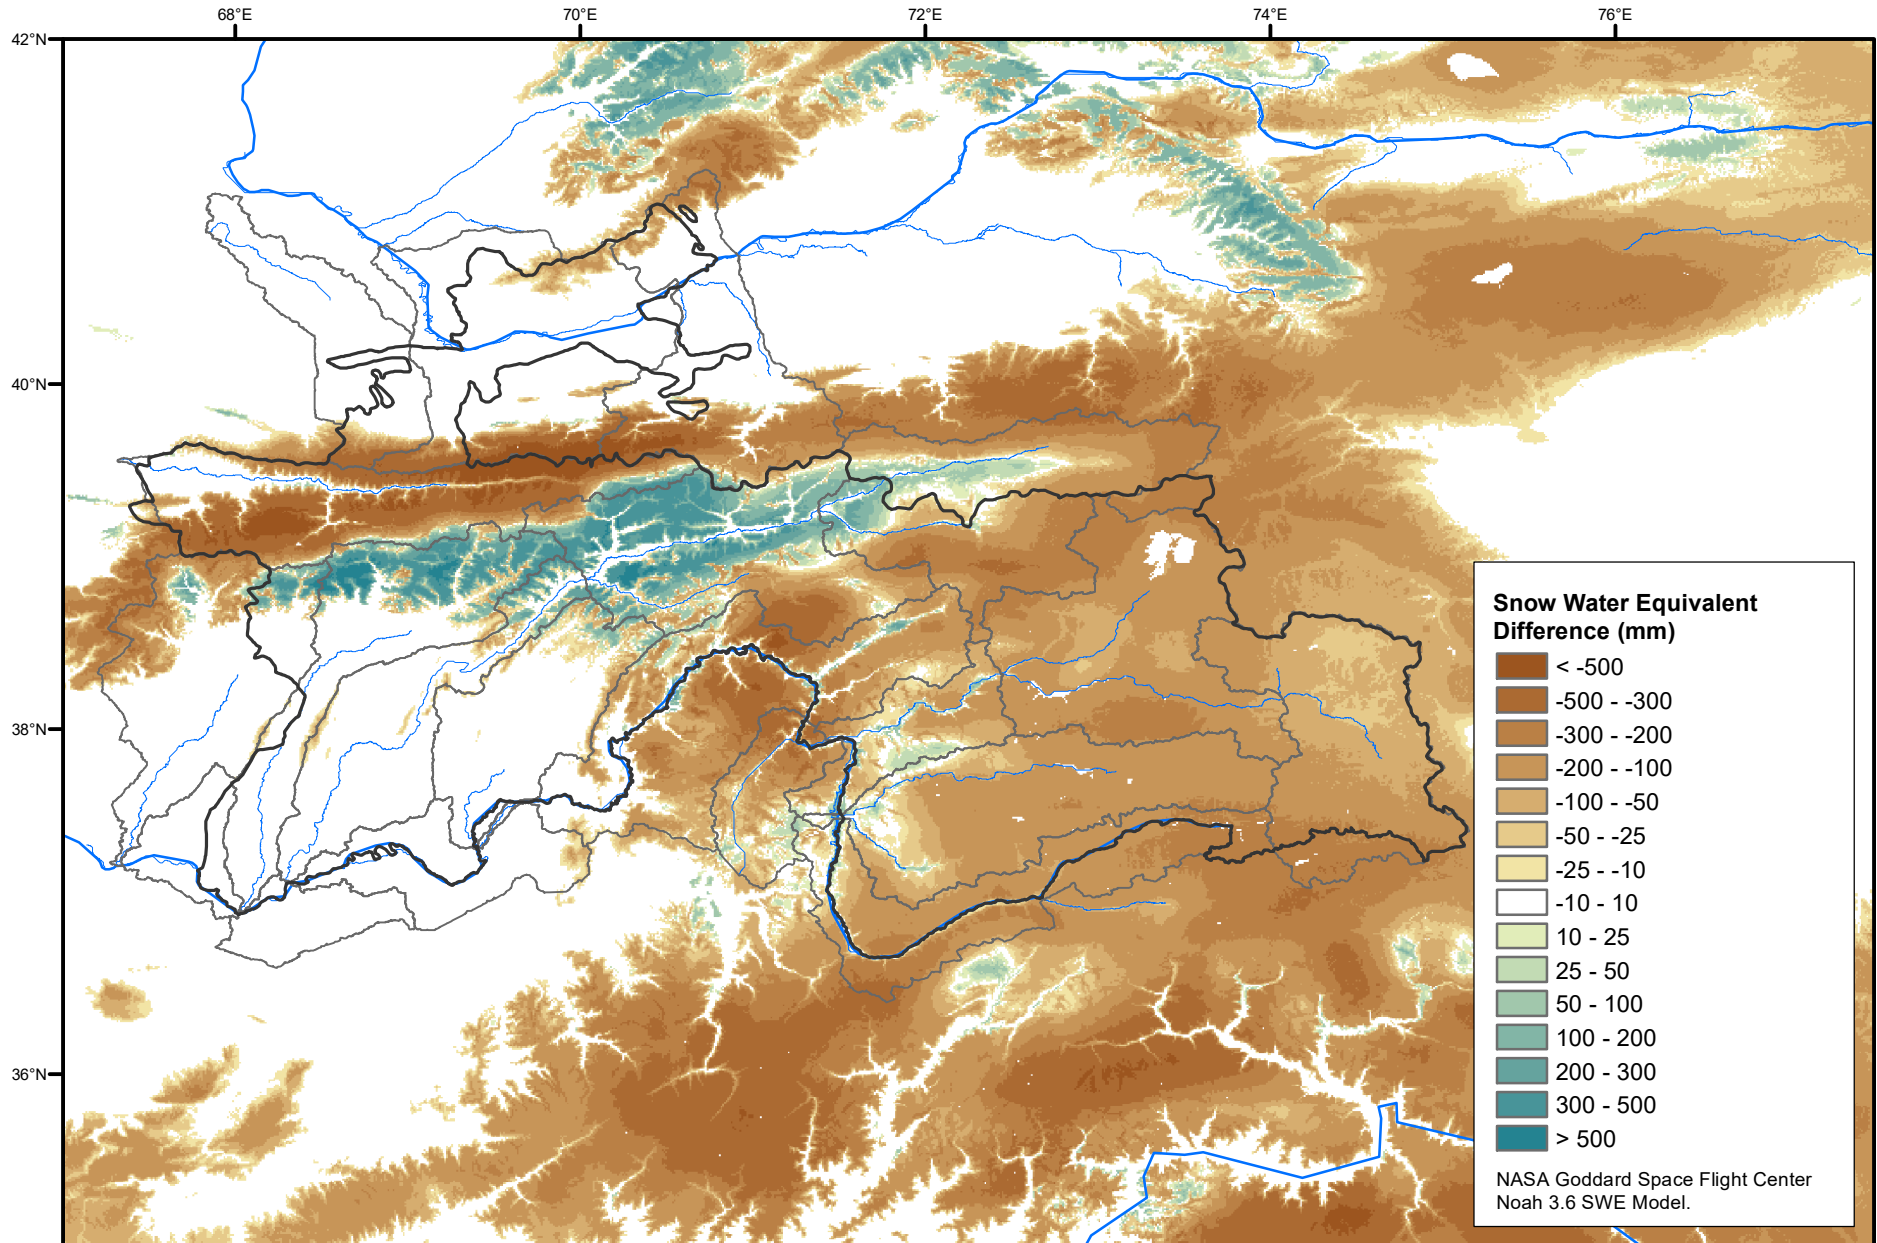 68°E 70°E 72°E 74°E 76°E
42°N
40°N
38°N
36°N
Snow Water Equivalent
Difference (mm)
< -500
-500 - -300
-300 - -200
-200 - -100
-100 - -50
-50 - -25
-25 - -10
-10 - 10
10 - 25
25 - 50
50 - 100
100 - 200
200 - 300
300 - 500
> 500
NASA Goddard Space Flight Center
Noah 3.6 SWE Model.